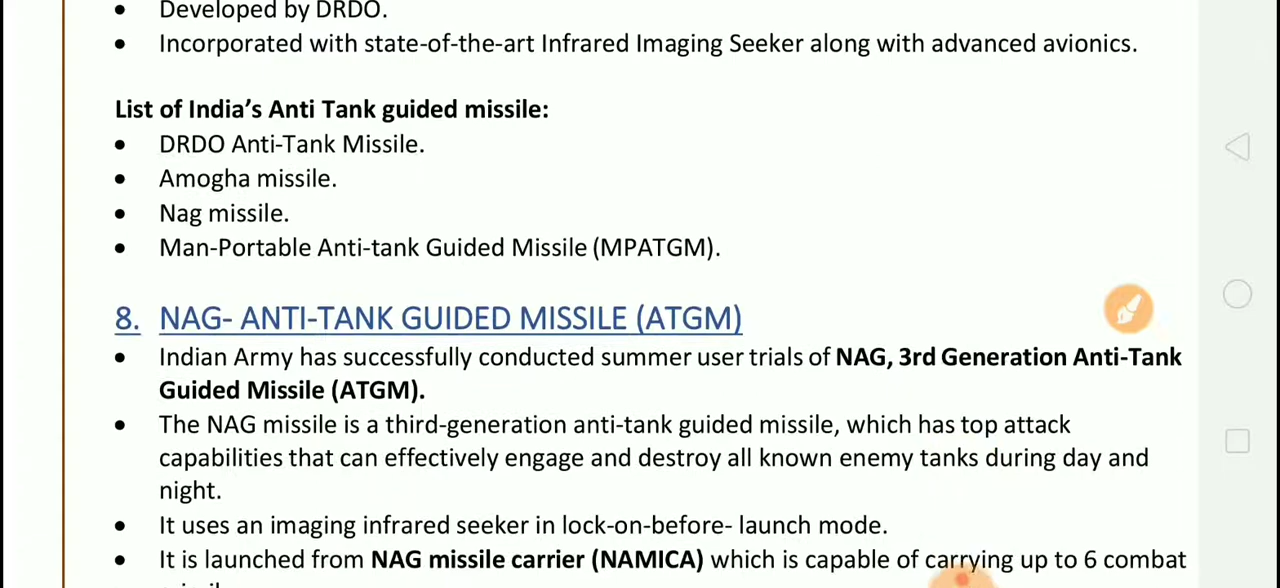 • Developed by DRDO.
• Incorporated with state-of-the-art Infrared Imaging Seeker along with advanced avionics.
List of India's Anti Tank guided missile:
• DRDO Anti-Tank Missile.
• Amogha missile.
• Nag missile.
• Man-Portable Anti-tank Guided Missile (MPATGM).
8. NAG- ANTI-TANK GUIDED MISSILE (ATGM)
• Indian Army has successfully conducted summer user trials of NAG, 3rd Generation Anti-Tank
Guided Missile (ATGM).
• The NAG missile is a third-generation anti-tank guided missile, which has top attack
capabilities that can effectively engage and destroy all known enemy tanks during day and
night.
• It uses an imaging infrared seeker in lock-on-before- launch mode.
• It is launched from NAG missile carrier (NAMICA) which is capable of carrying up to 6 combat